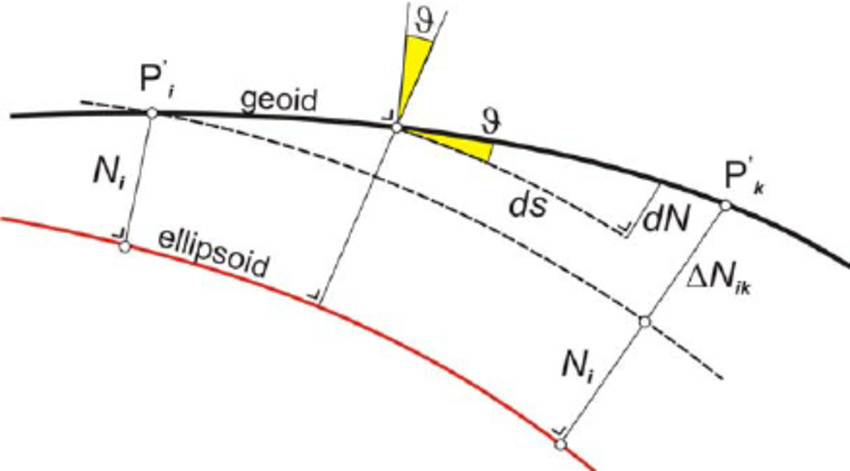 ϑ
P'i
geoid
ϑ
P'k
Ni
ds
dN
ellipsoid
ΔNik
Ni